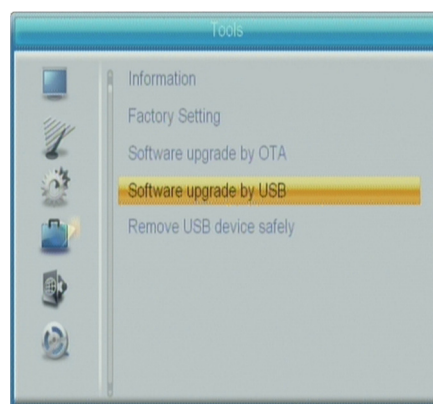 Tools
Information
Factory Setting
Software upgrade by OTA
Software upgrade by USB
Remove USB device safely